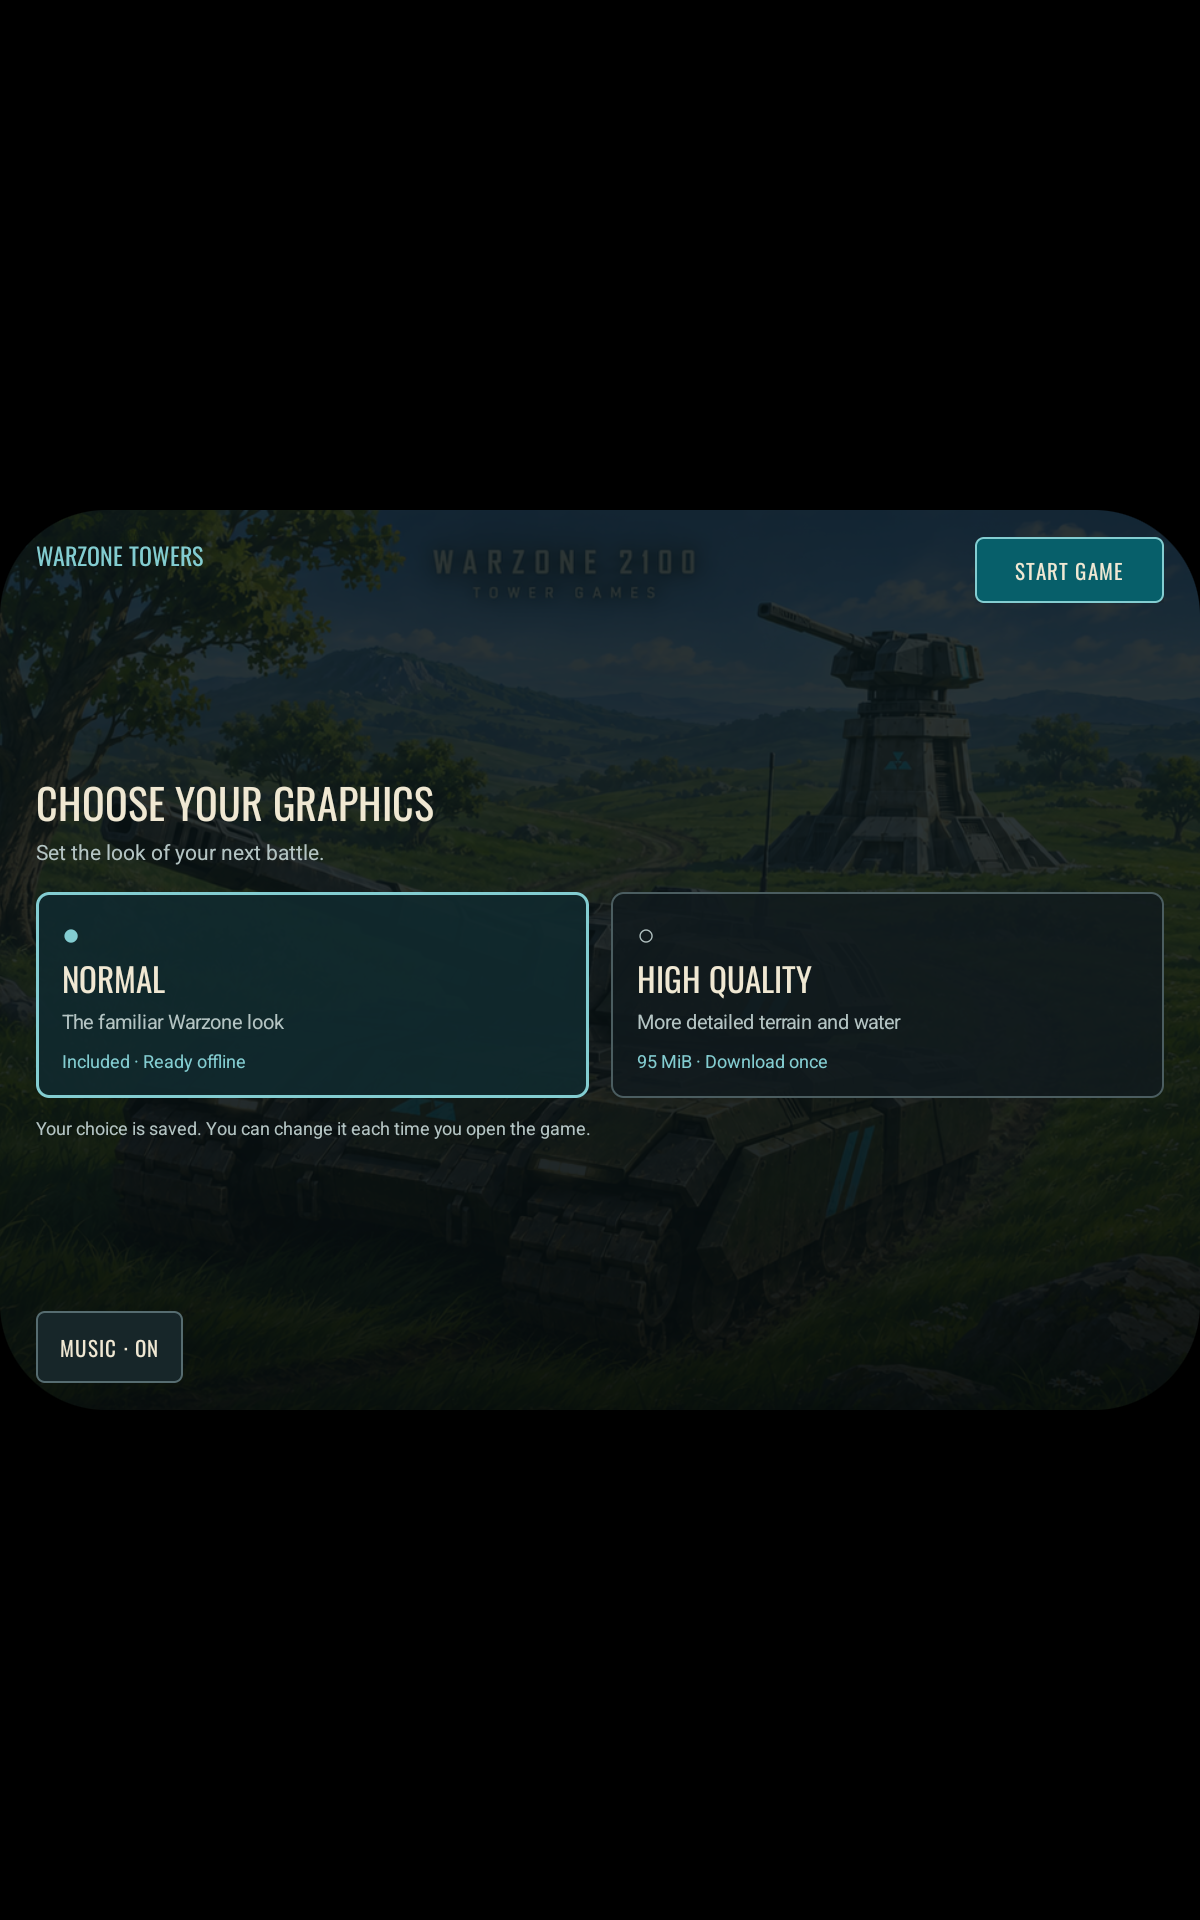 WARZONE TOWERS
WARZONE 2100
TOWER GAMES
START GAME
CHOOSE YOUR GRAPHICS
Set the look of your next battle.
NORMAL
The familiar Warzone look
Included · Ready offline
HIGH QUALITY
More detailed terrain and water
95 MiB · Download once
Your choice is saved. You can change it each time you open the game.
MUSIC · ON